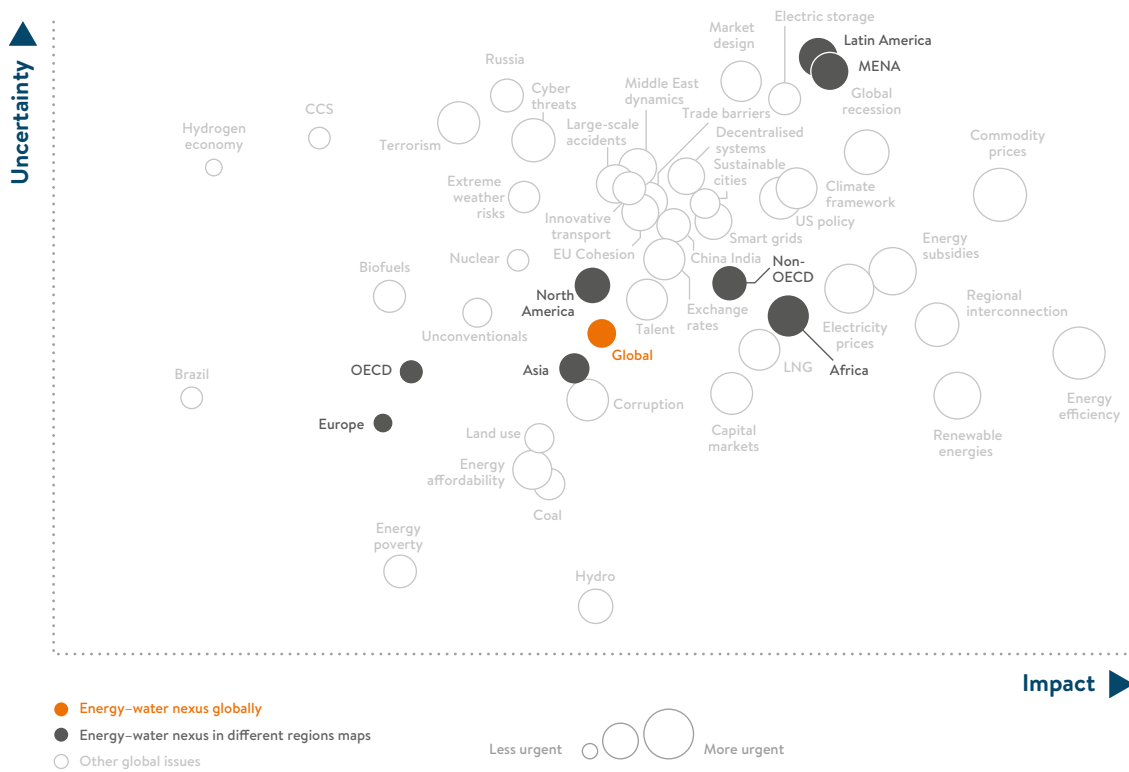 Uncertainty
Electric storage
Market
design
Latin America
MENA
Russia
Cyber
threats
Middle East
dynamics
Global
recession
CCS
Trade barriers
Hydrogen
economy
Large-scale
accidents
Decentralised
systems
Commodity
prices
Terrorism
Sustainable
cities
Extreme
weather
risks
Climate
framework
Innovative
transport
US policy
Smart grids
Energy
subsidies
EU Cohesion
China India
Nuclear
Non-
OECD
Biofuels
North
America
Regional
interconnection
Exchange
rates
Unconventionals
Talent
Electricity
prices
Global
LNG
Africa
OECD
Asia
Brazil
Corruption
Energy
efficiency
Europe
Land use
Capital
markets
Renewable
energies
Energy
affordability
Coal
Energy
poverty
Hydro
Impact
Energy–water nexus globally
Energy–water nexus in different regions maps
Other global issues
Less urgent
More urgent